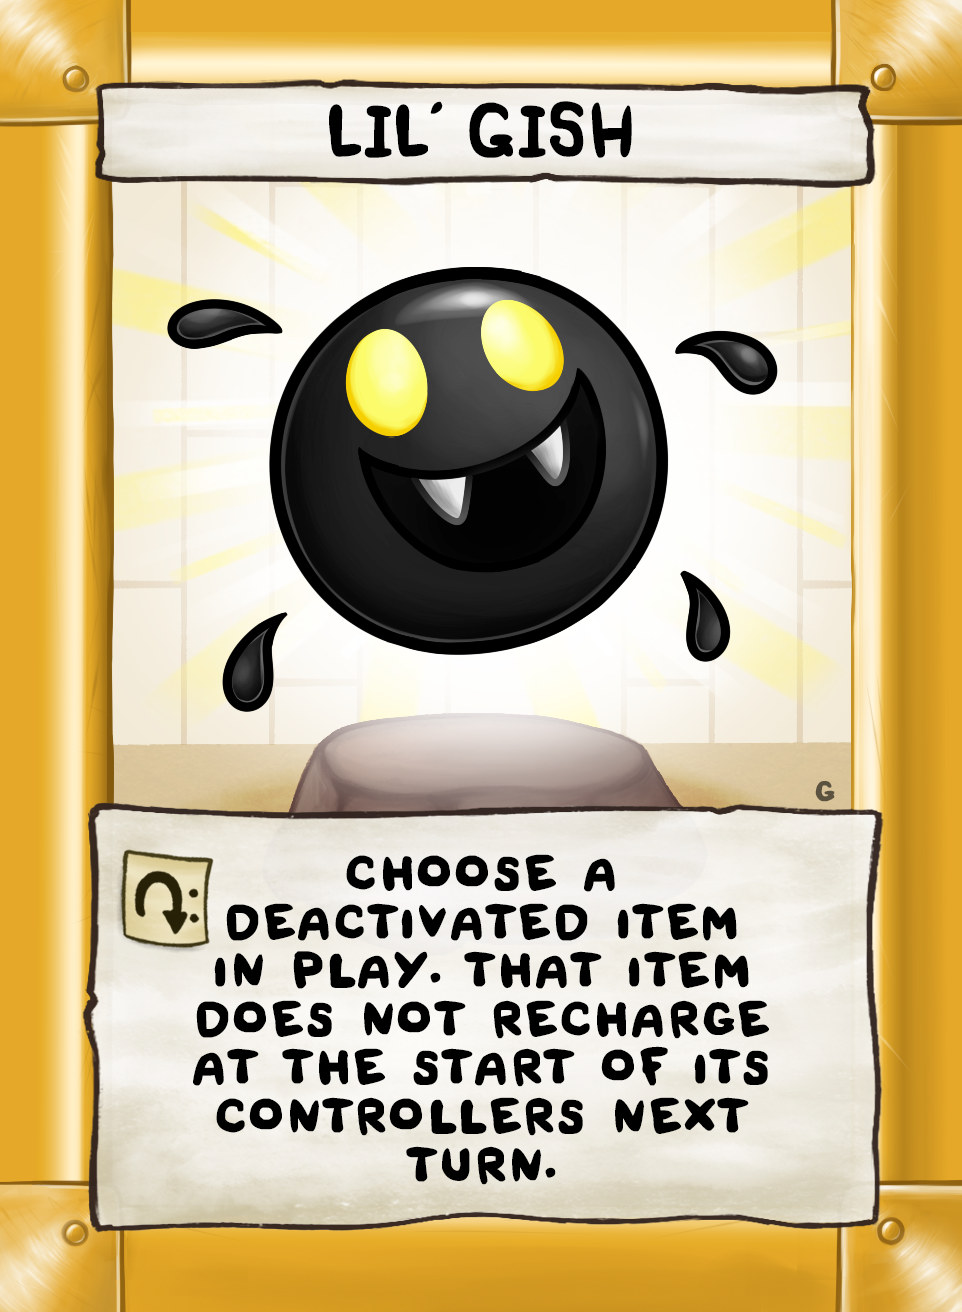 LIL' GISH
G
CHOOSE A
DEACTIVATED ITEM
IN PLAY. THAT ITEM
DOES NOT RECHARGE
AT THE START OF ITS
CONTROLLERS NEXT
TURN.